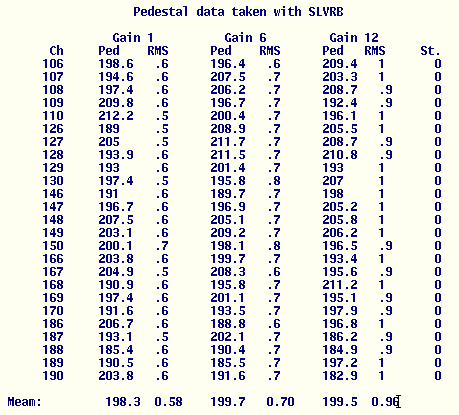 Pedestal data taken with SLVRB
Gain 1 Gain 6 Gain 12
Ch Ped RMS Ped RMS Ped RMS St.
106 198.6 .6 196.4 .6 209.4 1 0
107 194.6 .6 207.5 .7 203.3 1 0
108 197.4 .6 206.2 .7 208.7 .9 0
109 209.8 .6 196.7 .7 192.4 .9 0
110 212.2 .5 200.4 .7 196.1 1 0
126 189 .5 208.9 .7 205.5 1 0
127 205 .5 211.7 .7 208.7 .9 0
128 193.9 .6 211.5 .7 210.8 .9 0
129 193 .6 201.4 .7 193 1 0
130 197.4 .5 195.8 .8 207 1 0
146 191 .6 189.7 .7 198 1 0
147 196.7 .6 196.9 .7 205.2 1 0
148 207.5 .6 205.1 .7 205.8 1 0
149 203.1 .6 209.2 .7 206.2 1 0
150 200.1 .7 198.1 .8 196.5 .9 0
166 203.8 .6 199.7 .7 193.4 1 0
167 204.9 .5 208.3 .6 195.6 .9 0
168 190.9 .6 195.8 .7 211.2 1 0
169 197.4 .6 201.1 .7 195.1 .9 0
170 191.6 .6 193.5 .7 197.9 .9 0
186 206.7 .6 188.8 .6 196.8 1 0
187 193.1 .5 202.1 .7 186.2 .9 0
188 185.4 .6 190.4 .7 184.9 .9 0
189 190.5 .6 185.5 .7 197.2 1 0
190 203.8 .6 191.6 .7 182.9 1 0
Meam: 198.3 0.58 199.7 0.70 199.5